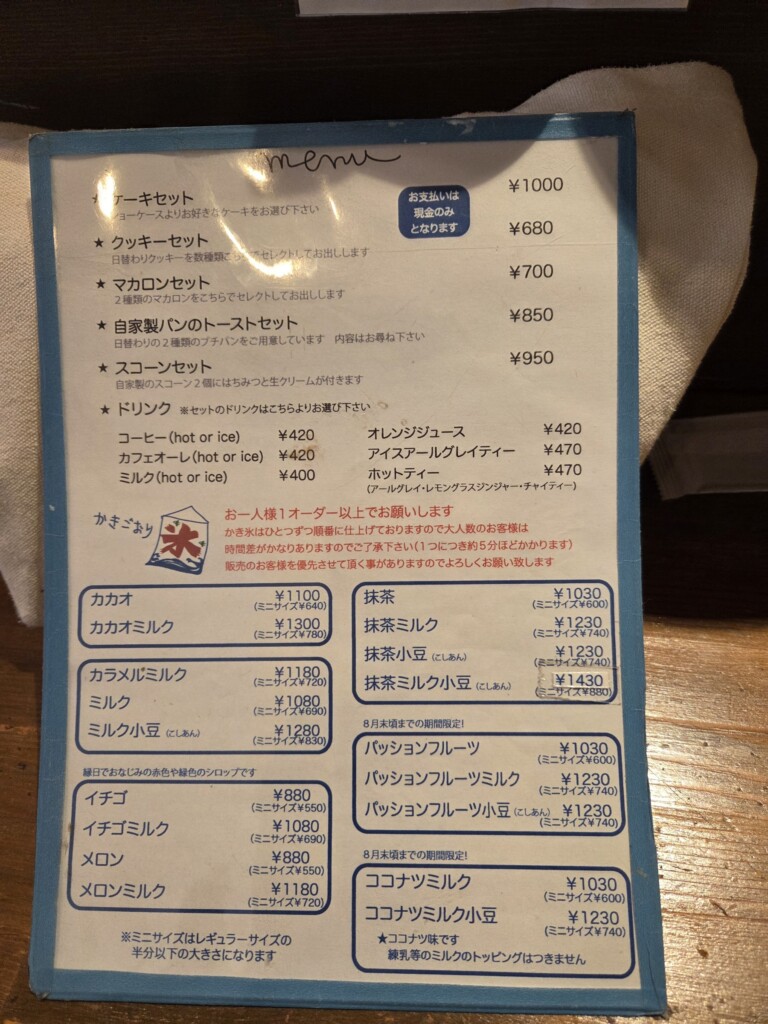 menu
ケーキセット ¥1000
ョーケースよりお好きなケーキをお選び下さい
お支払いは
現金のみ
となります
★ クッキーセット ¥680
日替わりクッキーを数種類こちらでセレクトしてお出しします
★ マカロンセット ¥700
２種類のマカロンをこちらでセレクトしてお出しします
★ 自家製パンのトーストセット ¥850
日替わりの２種類のプチパンをご用意しています　内容はお尋ね下さい
★ スコーンセット ¥950
自家製のスコーン２個にはちみつと生クリームが付きます
★ ドリンク ※セットのドリンクはこちらよりお選び下さい
コーヒー(hot or ice) ¥420
カフェオーレ(hot or ice) ¥420
ミルク(hot or ice) ¥400
オレンジジュース ¥420
アイスアールグレイティー ¥470
ホットティー ¥470
(アールグレイ・レモングラスジンジャー・チャイティー)
かきごおり
氷
お一人様１オーダー以上でお願いします
かき氷はひとつずつ順番に仕上げておりますので大人数のお客様は
時間差がかなりありますのでご了承下さい(１つにつき約５分ほどかかります)
販売のお客様を優先させて頂く事がありますのでよろしくお願い致します
カカオ ¥1100
(ミニサイズ¥640)
カカオミルク ¥1300
(ミニサイズ¥780)
カラメルミルク ¥1180
(ミニサイズ¥720)
ミルク ¥1080
(ミニサイズ¥690)
ミルク小豆 (こしあん) ¥1280
(ミニサイズ¥830)
縁日でおなじみの赤色や緑色のシロップです
イチゴ ¥880
(ミニサイズ¥550)
イチゴミルク ¥1080
(ミニサイズ¥690)
メロン ¥880
(ミニサイズ¥550)
メロンミルク ¥1180
(ミニサイズ¥720)
※ミニサイズはレギュラーサイズの
半分以下の大きさになります
抹茶 ¥1030
(ミニサイズ¥600)
抹茶ミルク ¥1230
(ミニサイズ¥740)
抹茶小豆 (こしあん) ¥1230
(ミニサイズ¥740)
抹茶ミルク小豆 (こしあん) ¥1430
(ミニサイズ¥880)
8月末頃までの期間限定!
パッションフルーツ ¥1030
(ミニサイズ¥600)
パッションフルーツミルク ¥1230
(ミニサイズ¥740)
パッションフルーツ小豆 (こしあん) ¥1230
(ミニサイズ¥740)
8月末頃までの期間限定!
ココナツミルク ¥1030
(ミニサイズ¥600)
ココナツミルク小豆 ¥1230
(ミニサイズ¥740)
★ココナツ味です
練乳等のミルクのトッピングはつきません